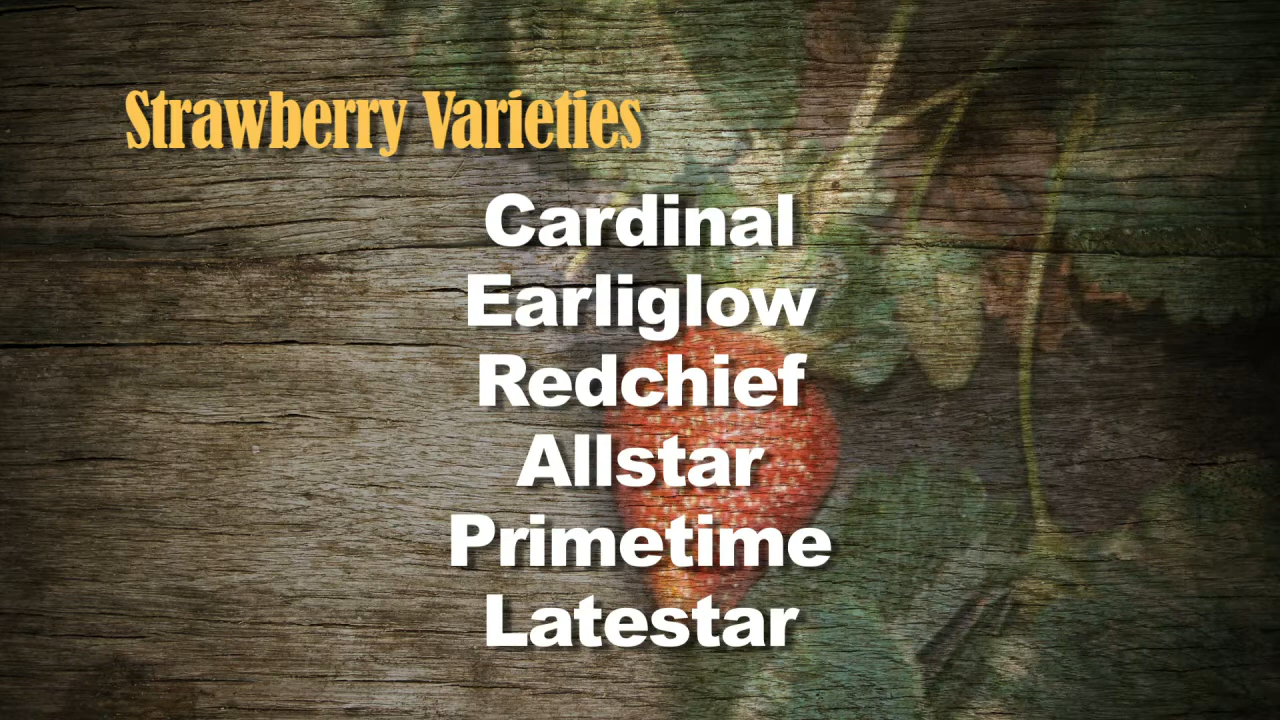 Strawberry Varieties
Cardinal
Earliglow
Redchief
Allstar
Primetime
Latestar